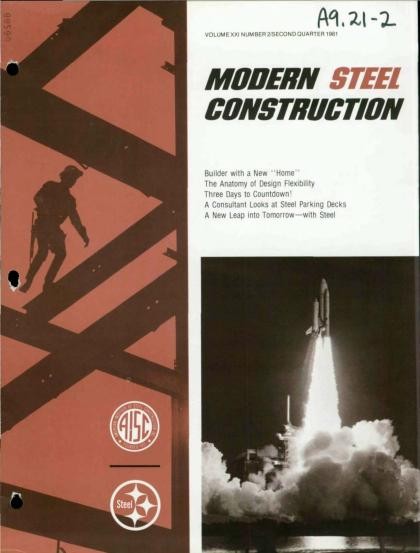 A9.21-2
VOLUME XXI NUMBER 2/SECOND QUARTER 1981
MODERN STEEL
CONSTRUCTION
Builder with a New "Home"
The Anatomy of Design Flexibility
Three Days to Countdown!
A Consultant Looks at Steel Parking Decks
A New Leap into Tomorrow—with Steel
AISC
Steel